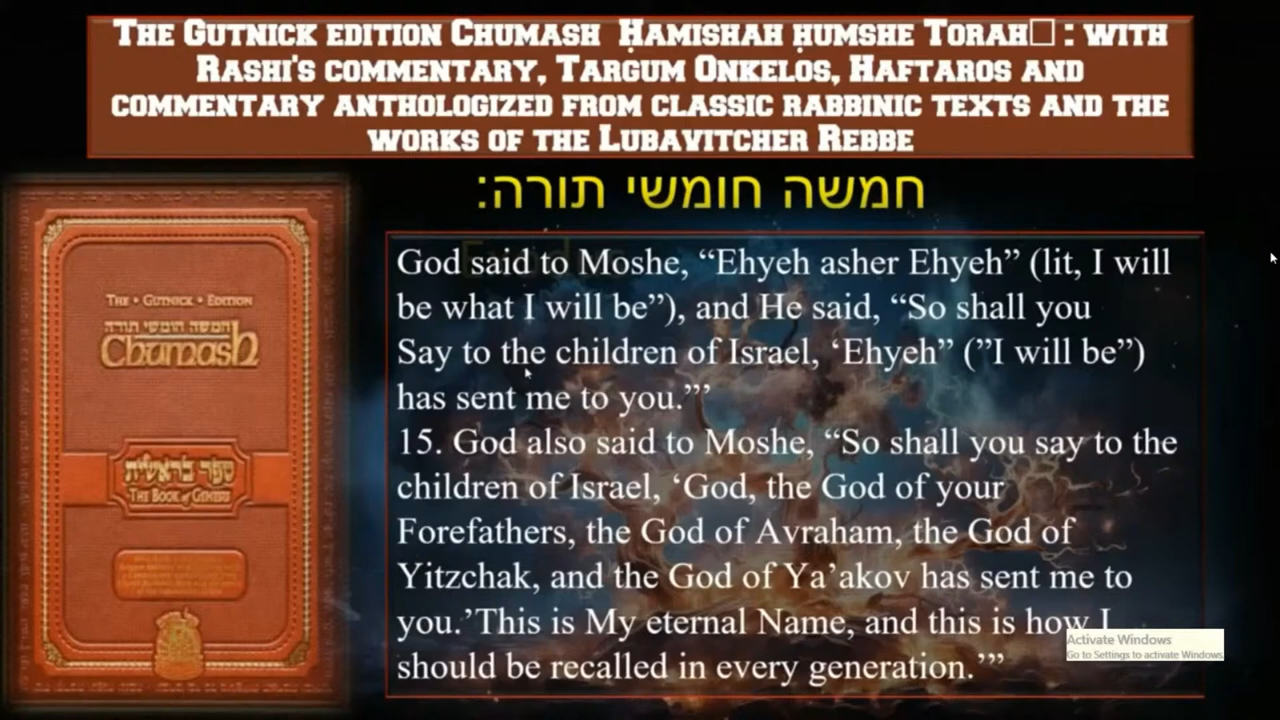 The Gutnick edition Chumash Ḥamishah ḥumshe Torah□ : with
Rashi's commentary, Targum Onḳelos, Haftaros and
commentary anthologized from classic rabbinic texts and the
works of the Lubavitcher Rebbe
חמשה חומשי תורה:
THE • GUTNICK • EDITION
חמשה חומשי תורה
Chumash
ספר בראשית
THE BOOK of GENESIS
God said to Moshe, “Ehyeh asher Ehyeh” (lit, I will
be what I will be”), and He said, “So shall you
Say to the children of Israel, ‘Ehyeh” (”I will be”)
has sent me to you.”’
15. God also said to Moshe, “So shall you say to the
children of Israel, ‘God, the God of your
Forefathers, the God of Avraham, the God of
Yitzchak, and the God of Ya’akov has sent me to
you.’This is My eternal Name, and this is how I
should be recalled in every generation.’”
Activate Windows
Go to Settings to activate Windows.